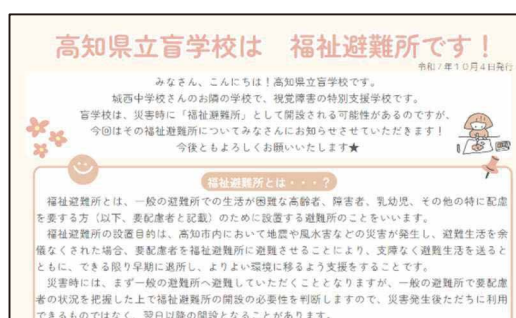 高知県立盲学校は　福祉避難所です！
令和７年１０月４日発行
みなさん、こんにちは！高知県立盲学校です。
城西中学校さんのお隣の学校で、視覚障害の特別支援学校です。
盲学校は、災害時に「福祉避難所」として開設される可能性があるのですが、
今回はその福祉避難所についてみなさんにお知らせさせていただきます！
今後ともよろしくお願いいたします★
福祉避難所とは・・・？
福祉避難所とは、一般の避難所での生活が困難な高齢者、障害者、乳幼児、その他の特に配慮
を要する方（以下、要配慮者と記載）のために設置する避難所のことをいいます。
福祉避難所の設置目的は、高知市内において地震や風水害などの災害が発生し、避難生活を余
儀なくされた場合、要配慮者を福祉避難所に避難させることにより、支障なく避難生活を送ると
ともに、できる限り早期に退所し、よりよい環境に移るよう支援をすることです。
災害時には、まず一般の避難所へ避難していくこととなりますが、一般の避難所で要配慮
者の状況を把握した上で福祉避難所の開設の必要性を判断しますので、災害発生後ただちに利用
できるものではなく、翌日以降の開設となることがあります。